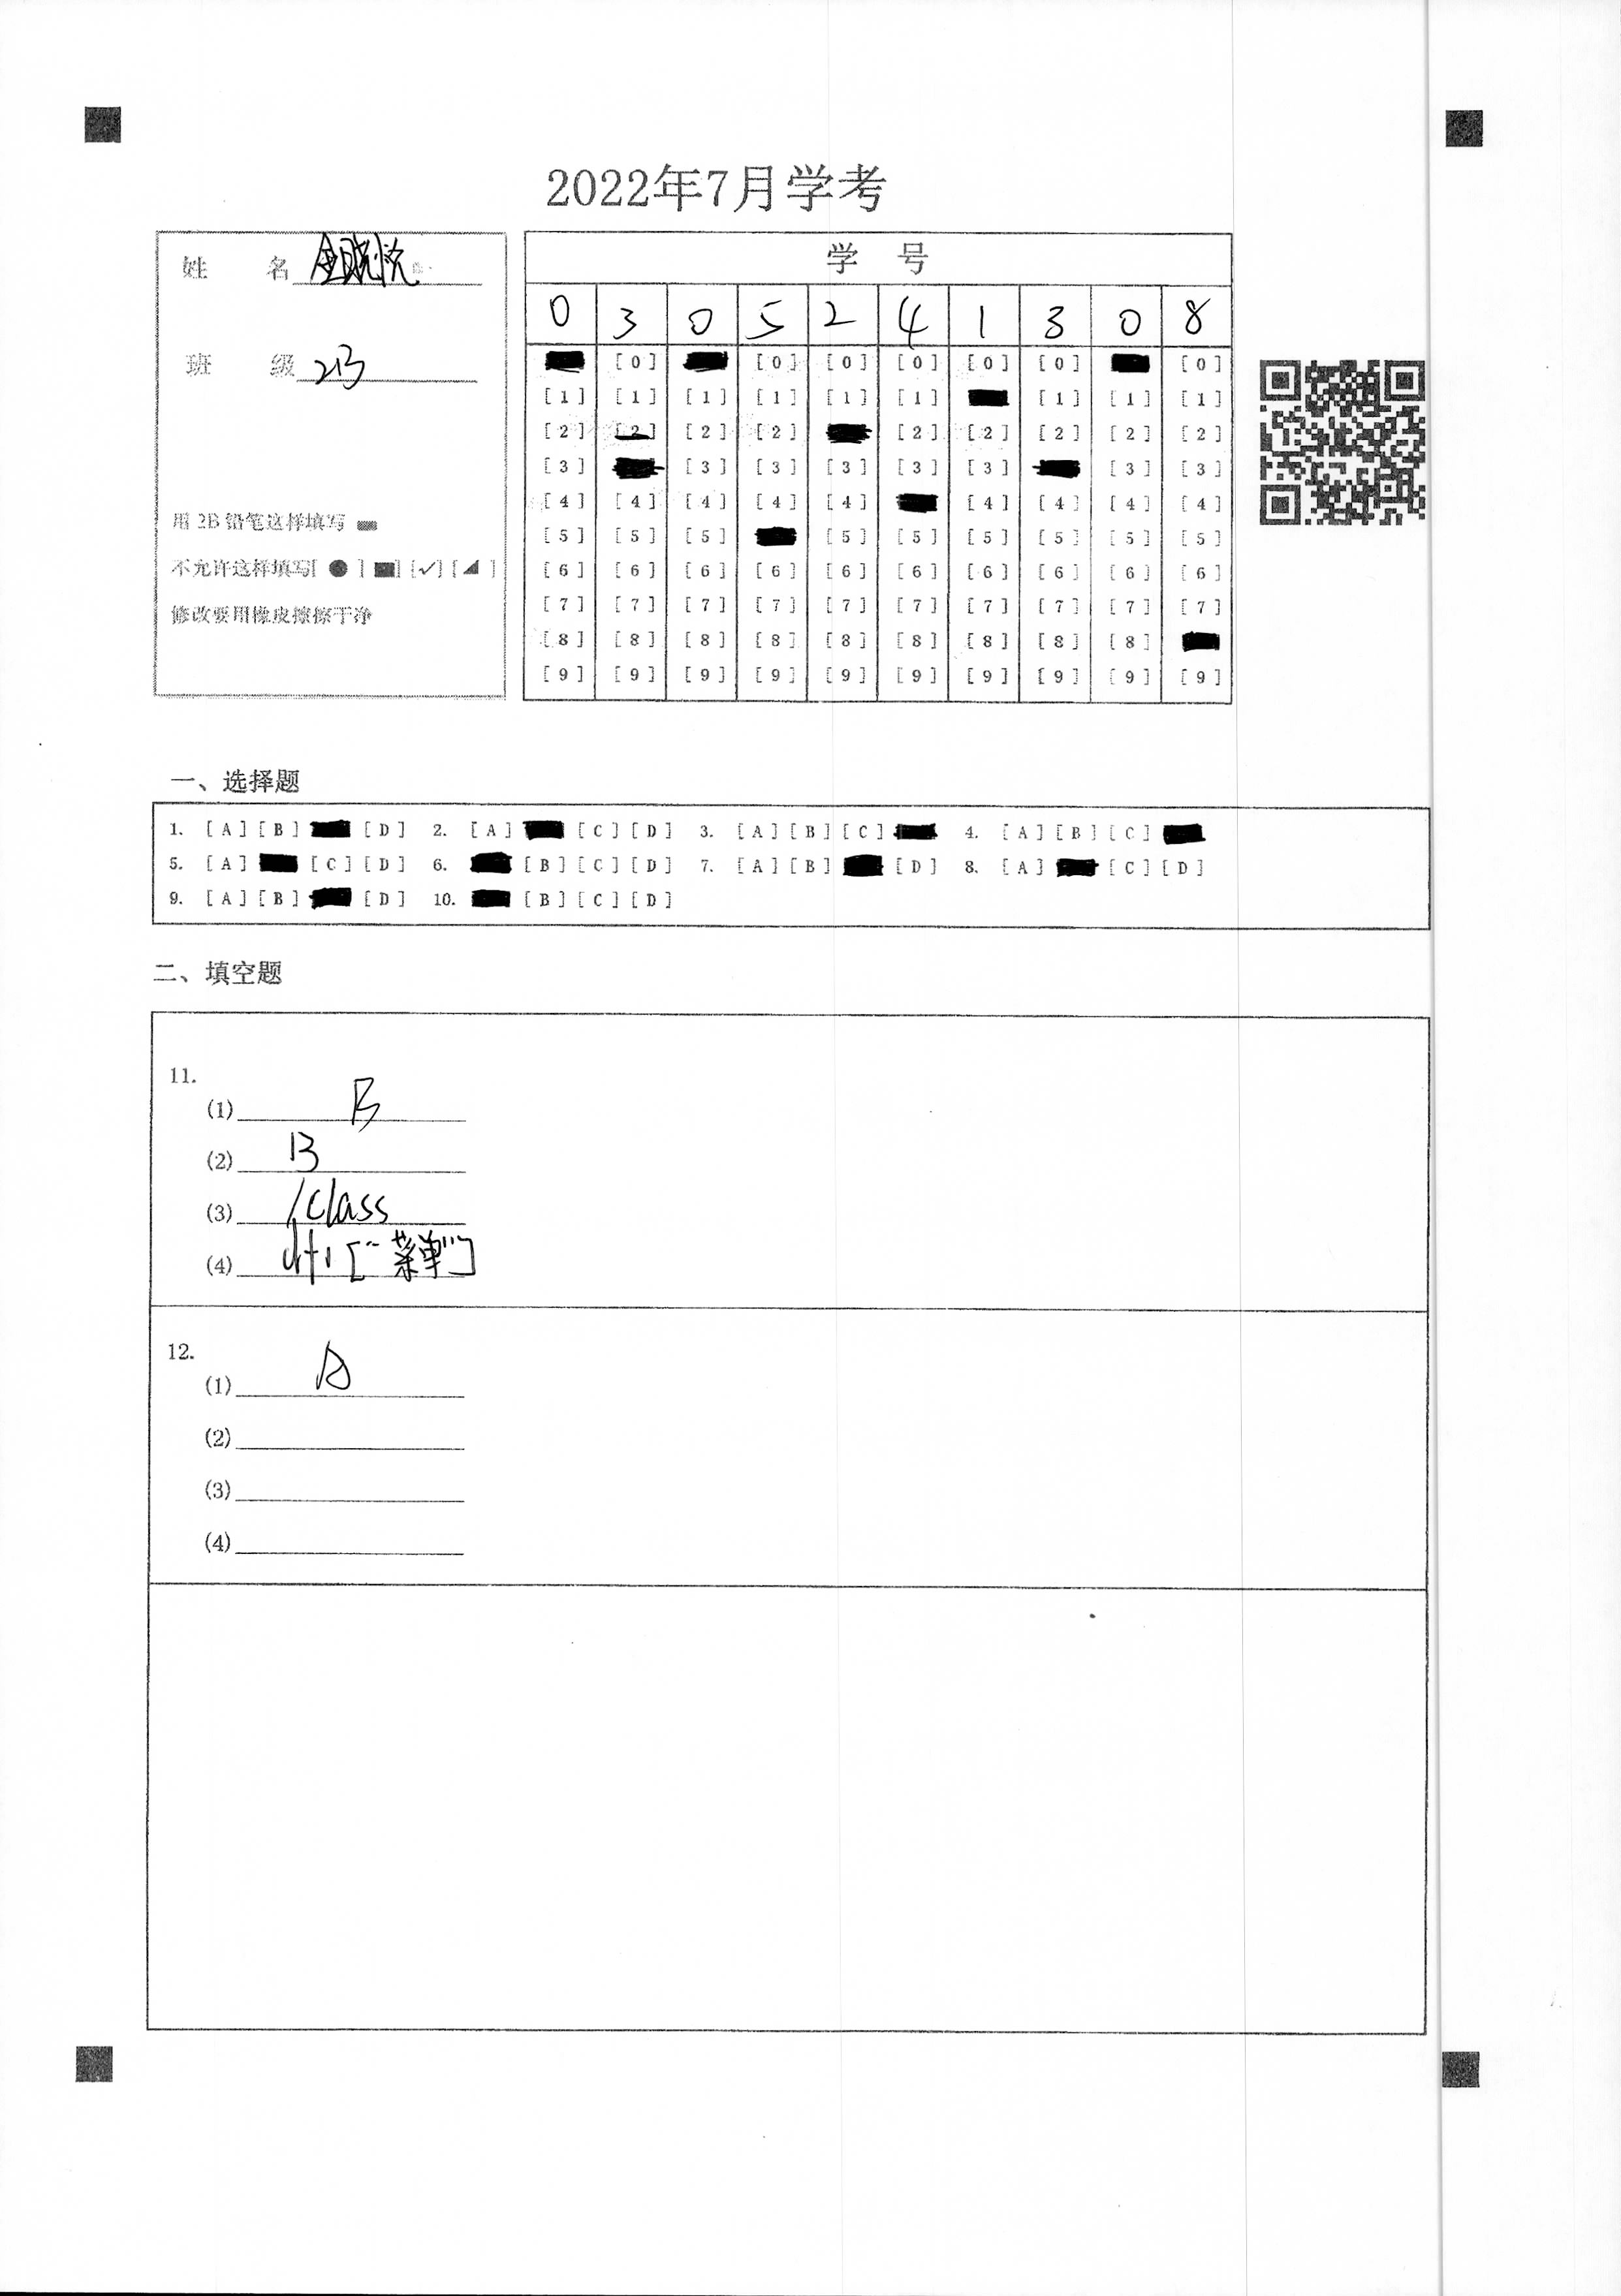 2022年7月学考
姓 名 金晓悦
班 级 213
用 2B 铅笔这样填写
不允许这样填写[ ● ] [■] [✓] [◢ ]
修改要用橡皮擦擦干净
学 号
0 3 0 5 2 4 1 3 0 8
[0] [0] [0] [0] [0] [0] [0]
[1] [1] [1] [1] [1] [1] [1] [1] [1]
[2] [2] [2] [2] [2] [2] [2] [2] [2]
[3] [3] [3] [3] [3] [3] [3] [3]
[4] [4] [4] [4] [4] [4] [4] [4] [4]
[5] [5] [5] [5] [5] [5] [5] [5] [5]
[6] [6] [6] [6] [6] [6] [6] [6] [6] [6]
[7] [7] [7] [7] [7] [7] [7] [7] [7] [7]
[8] [8] [8] [8] [8] [8] [8] [8] [8]
[9] [9] [9] [9] [9] [9] [9] [9] [9] [9]
一、选择题
1. [A] [B] [D] 2. [A] [C] [D] 3. [A] [B] [C] 4. [A] [B] [C]
5. [A] [C] [D] 6. [B] [C] [D] 7. [A] [B] [D] 8. [A] [C] [D]
9. [A] [B] [D] 10. [B] [C] [D]
二、填空题
11.
(1) B
(2) B
(3) /class
(4) ["菜单"]
12.
(1)
(2)
(3)
(4)